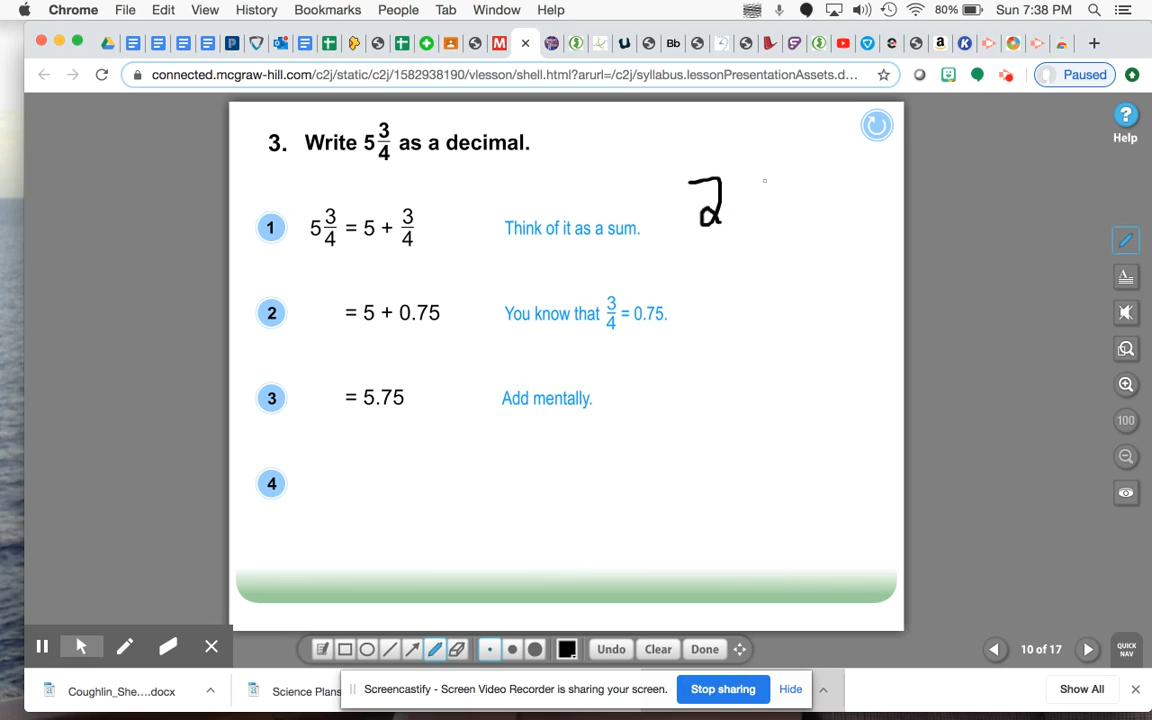 Chrome File Edit View History Bookmarks People Tab Window Help 80% Sun 7:38 PM
connected.mcgraw-hill.com/c2j/static/c2j/1582938190/vlesson/shell.html?arurl=/c2j/syllabus.lessonPresentationAssets.d... Paused
Help
3. Write 5 3/4 as a decimal.
2
1 5 3/4 = 5 + 3/4 Think of it as a sum.
2 = 5 + 0.75 You know that 3/4 = 0.75.
3 = 5.75 Add mentally.
100
4
Undo Clear Done 10 of 17 QUICK NAV
Coughlin_She....docx Science Plans Screencastify - Screen Video Recorder is sharing your screen. Stop sharing Hide Show All